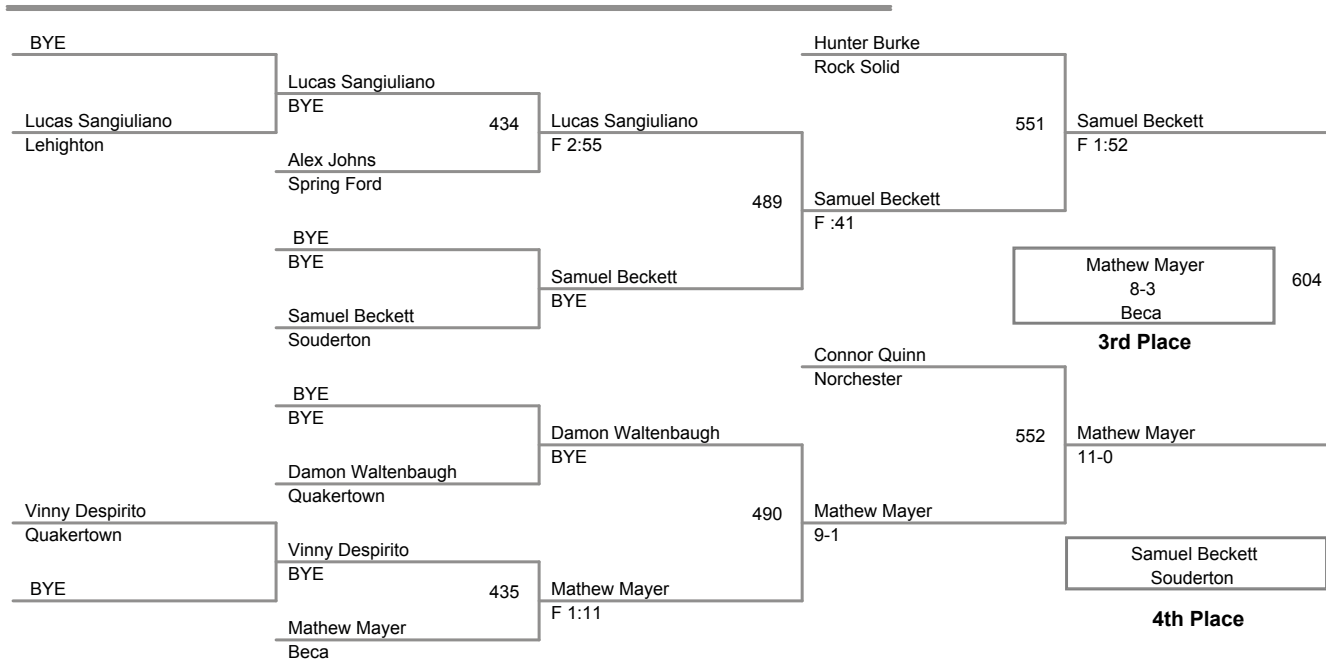 BYE
Hunter Burke
Rock Solid
Lucas Sangiuliano
BYE
Lucas Sangiuliano
Lehighton
434
Lucas Sangiuliano
F 2:55
551
Samuel Beckett
F 1:52
Alex Johns
Spring Ford
489
Samuel Beckett
F :41
BYE
BYE
Samuel Beckett
BYE
Mathew Mayer
8-3
Beca
604
3rd Place
Samuel Beckett
Souderton
Connor Quinn
Norchester
BYE
BYE
Damon Waltenbaugh
BYE
552
Mathew Mayer
11-0
Damon Waltenbaugh
Quakertown
Vinny Despirito
Quakertown
490
Mathew Mayer
9-1
Vinny Despirito
BYE
Samuel Beckett
Souderton
BYE
435
Mathew Mayer
F 1:11
4th Place
Mathew Mayer
Beca